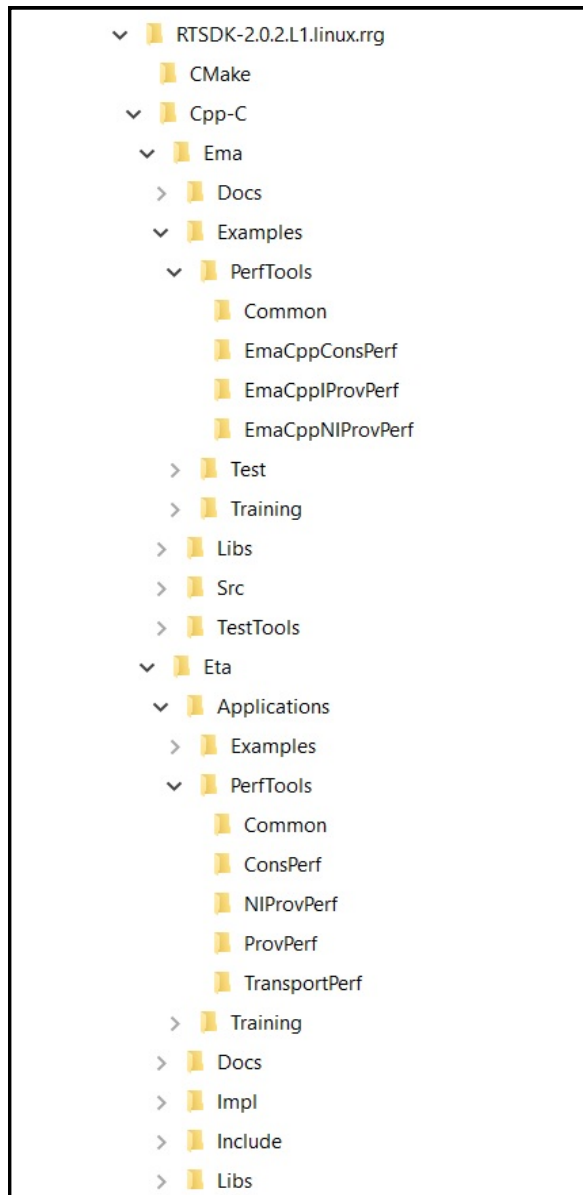 RTSDK-2.0.2.L1.linux.rrg
CMake
Cpp-C
Ema
Docs
Examples
PerfTools
Common
EmaCppConsPerf
EmaCppIProvPerf
EmaCppNIProvPerf
Test
Training
Libs
Src
TestTools
Eta
Applications
Examples
PerfTools
Common
ConsPerf
NIProvPerf
ProvPerf
TransportPerf
Training
Docs
Impl
Include
Libs